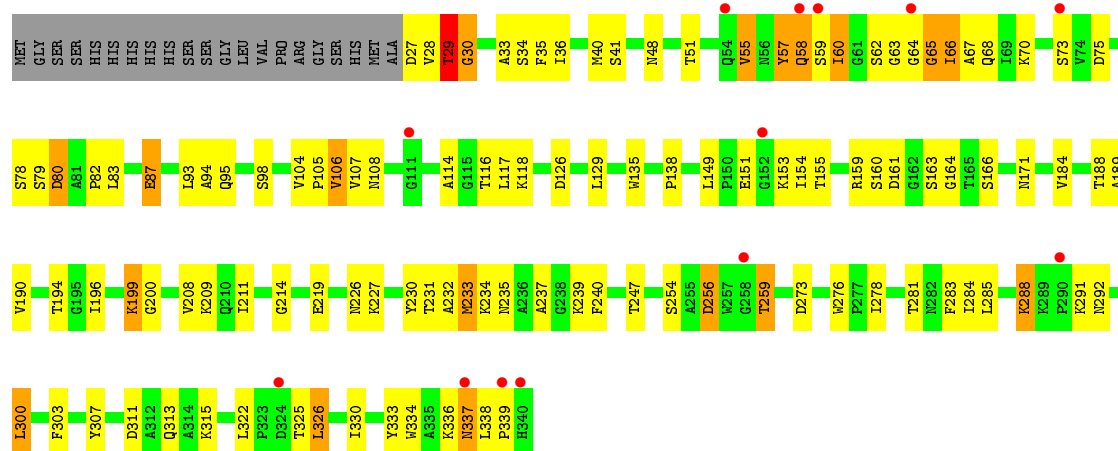 MET GLY SER SER HIS HIS HIS HIS HIS HIS SER SER GLY LEU VAL PRO ARG GLY SER HIS MET ALA D27 V28 T29 G30 A33 S34 F35 I36 M40 S41 N48 T51 Q54 V55 N56 Y57 Q58 S59 I60 G61 S62 G63 G64 G65 I66 A67 Q68 I69 K70 S73 V74 D75
S78 S79 D80 A81 P82 L83 E87 L93 A94 Q95 S98 V104 P105 V106 V107 N108 G111 A114 G115 T116 L117 K118 D126 L129 W135 P138 L149 P150 E151 G152 K153 I154 T155 R159 S160 D161 G162 S163 G164 T165 S166 N171 V184 T188 A189
V190 T194 G195 I196 K199 G200 V208 K209 Q210 I211 G214 E219 N226 K227 Y230 T231 A232 M233 K234 N235 A236 A237 G238 K239 F240 T247 S254 A255 D256 W257 G258 T259 D273 W276 P277 I278 T281 N282 F283 I284 L285 K288 K289 P290 K291 N292
L300 F303 Y307 D311 A312 Q313 A314 K315 L322 P323 D324 T325 L326 I330 Y333 W334 A335 K336 N337 L338 P339 H340